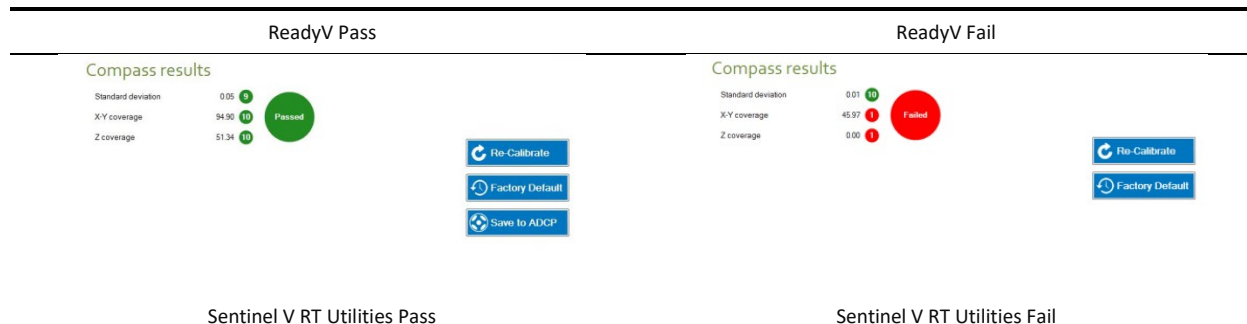 ReadyV Pass
ReadyV Fail
Compass results
Standard deviation 0.05 9
X-Y coverage 94.90 10
Z coverage 51.34 10
Passed
Re-Calibrate
Factory Default
Save to ADCP
Compass results
Standard deviation 0.01 10
X-Y coverage 45.97 1
Z coverage 0.00 1
Failed
Re-Calibrate
Factory Default
Sentinel V RT Utilities Pass
Sentinel V RT Utilities Fail